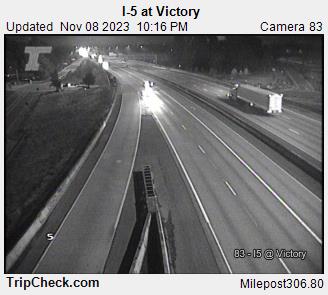 I-5 at Victory
Updated Nov 08 2023 10:16 PM Camera 83
S
83 - I5 @ Victory
TripCheck.com Milepost306.80